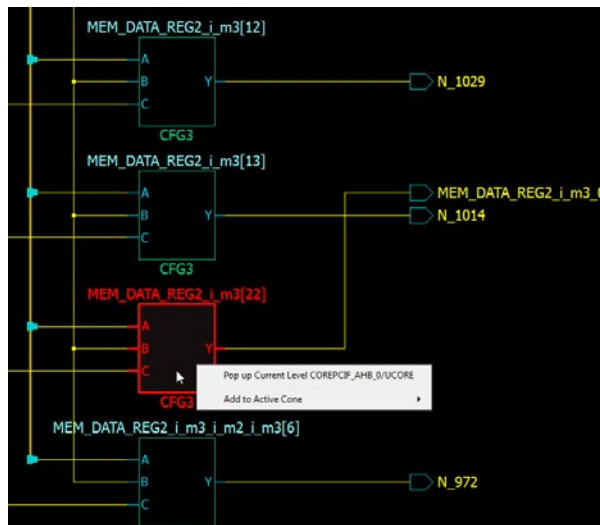 MEM_DATA_REG2_i_m3[12]
A
B
Y
N_1029
C
CFG3
MEM_DATA_REG2_i_m3[13]
A
MEM_DATA_REG2_i_m3_0
B
Y
N_1014
C
CFG3
MEM_DATA_REG2_i_m3[22]
A
B
Y
C
Pop up Current Level COREPCIF_AHB_0/UCORE
CFG3
Add to Active Cone
MEM_DATA_REG2_i_m3_i_m2_i_m3[6]
A
B
Y
N_972
C